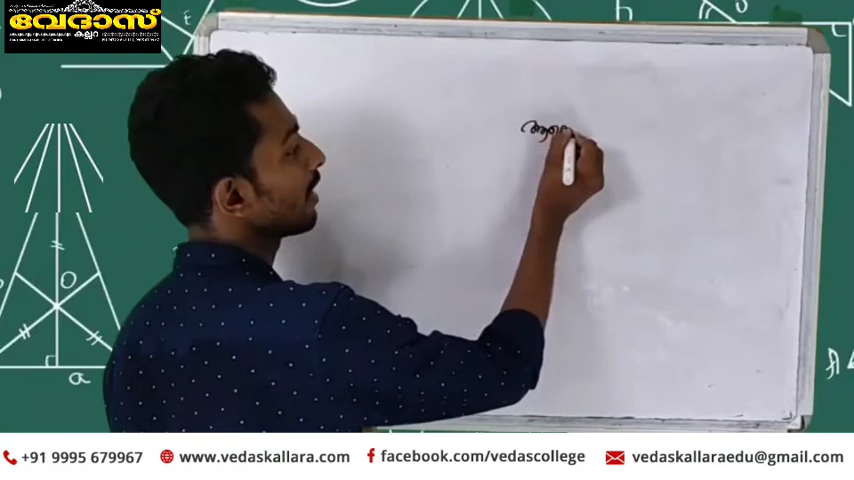 വേദാസ്
കല്ലറ
ആ
t
h
O
a
A
+91 9995 679967 www.vedaskallara.com facebook.com/vedascollege vedaskallaraedu@gmail.com